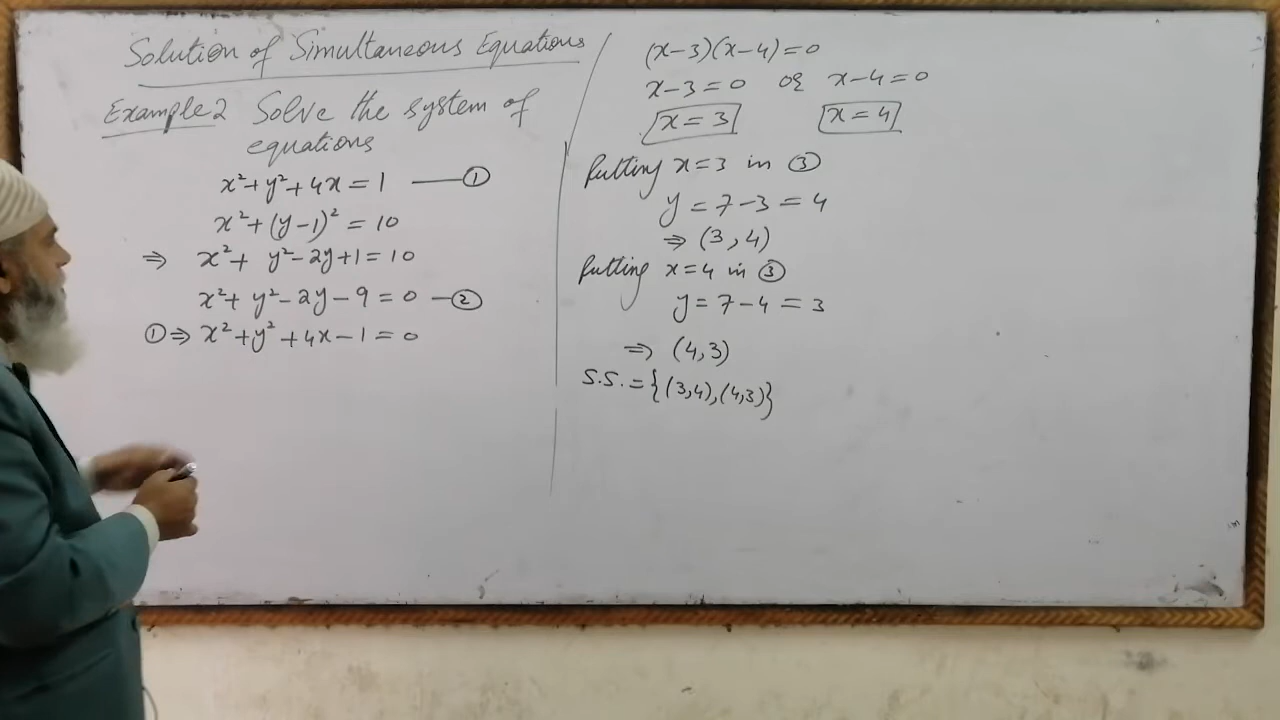 Solution of Simultaneous Equations
Example 2 Solve the system of
equations
x²+y²+4x=1 ——①
x²+(y-1)²=10
⇒ x²+ y²-2y+1=10
x²+y²-2y-9=0 —②
①⇒ x²+y²+4x-1=0
(x-3)(x-4)=0
x-3=0 or x-4=0
x=3 x=4
Putting x=3 in ③
y=7-3=4
⇒ (3,4)
Putting x=4 in ③
y=7-4=3
⇒ (4,3)
S.S.={(3,4),(4,3)}